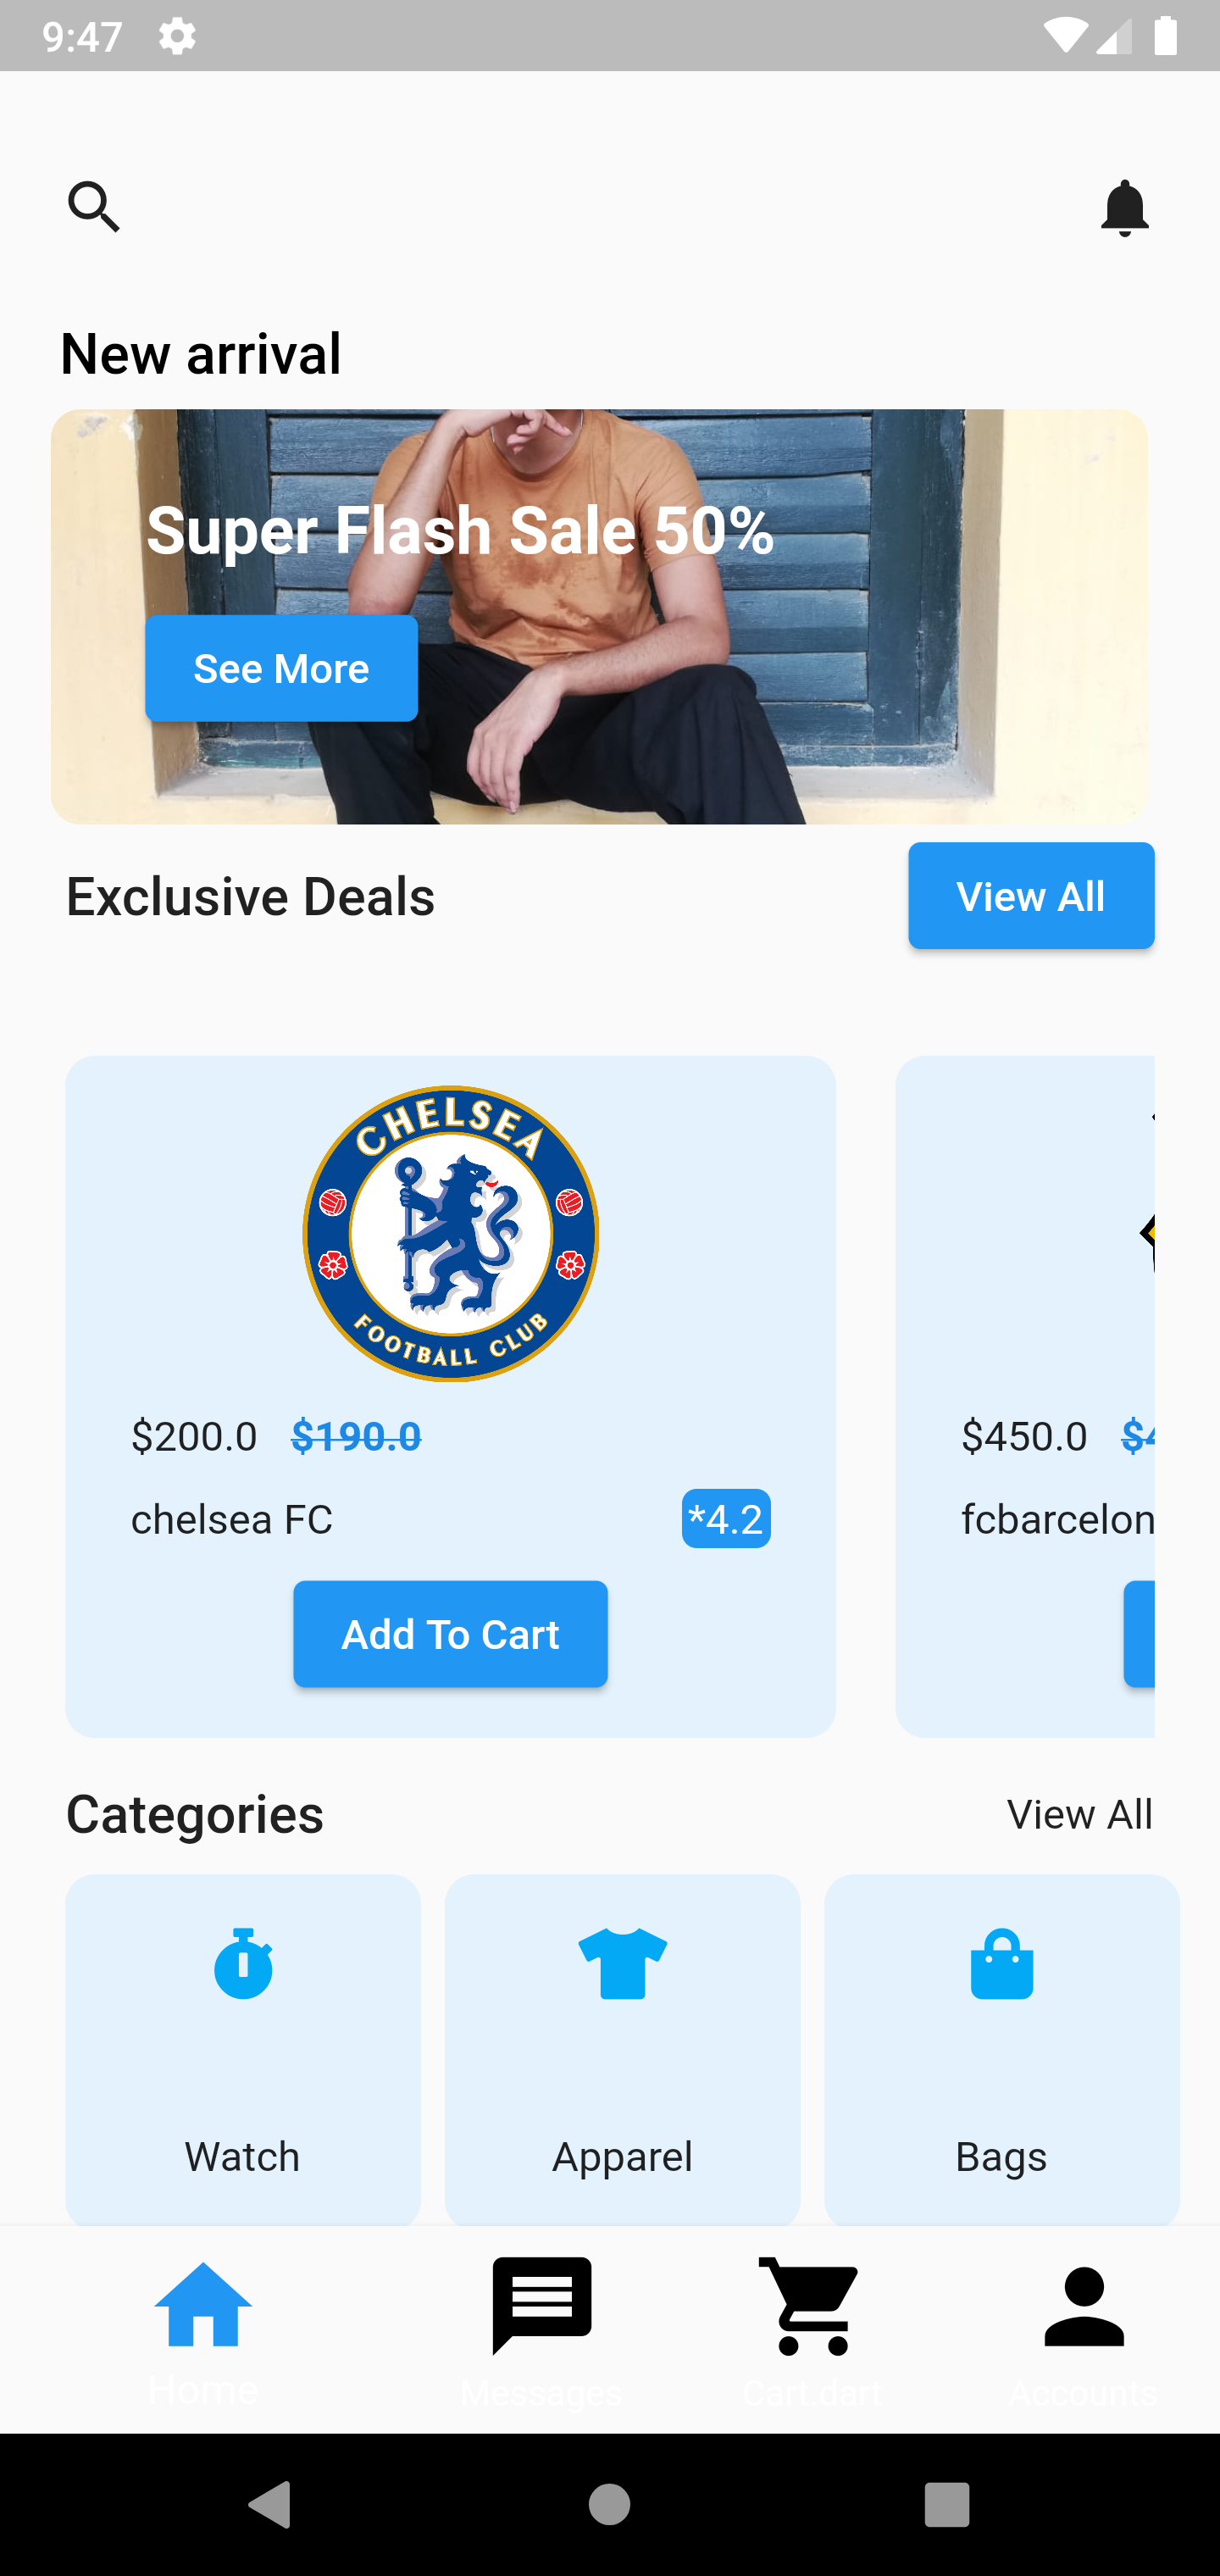 9:47
New arrival
Super Flash Sale 50%
See More
Exclusive Deals
View All
CHELSEA
FOOTBALL CLUB
$200.0 $190.0
$450.0 $4
chelsea FC
*4.2
fcbarcelon
Add To Cart
Categories
View All
Watch
Apparel
Bags
Home
Messages
Cart.dart
Accounts